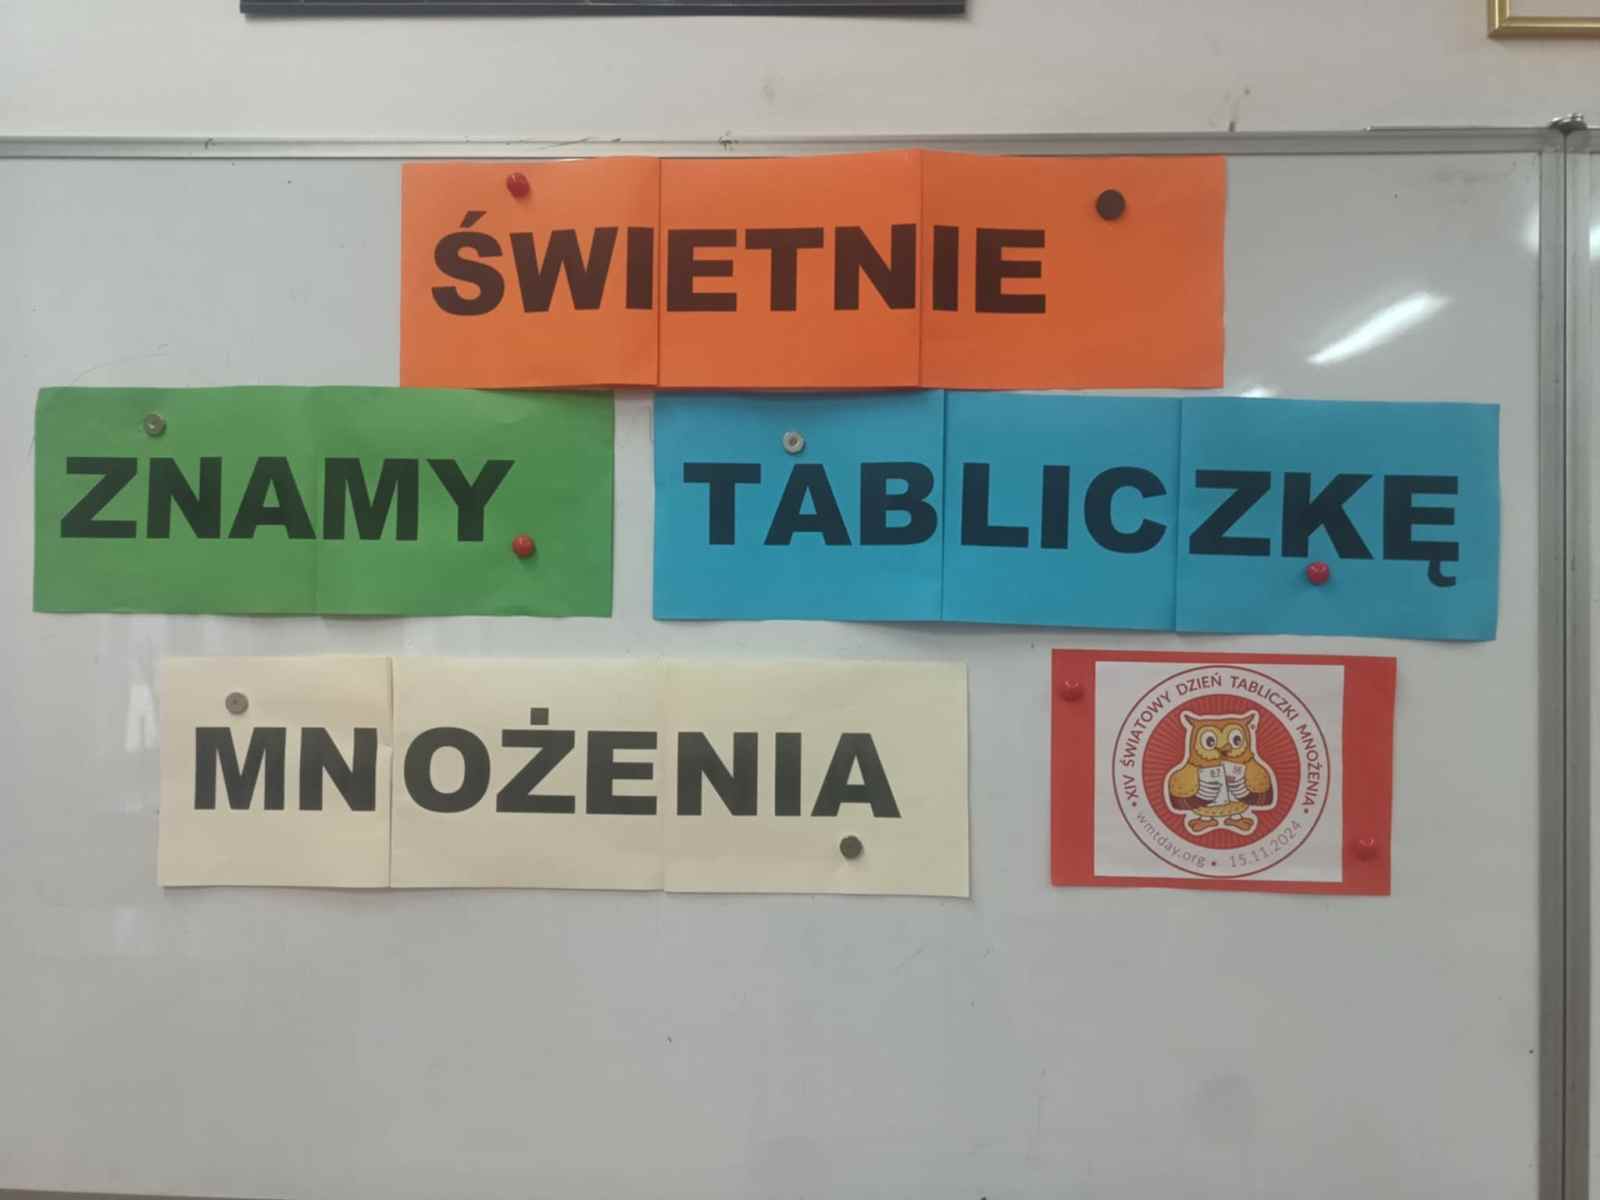 ŚWIETNIE
ZNAMY TABLICZKĘ
MNOŻENIA
• XIV ŚWIATOWY DZIEŃ TABLICZKI MNOŻENIA •
wmtday.org • 15.11.2024